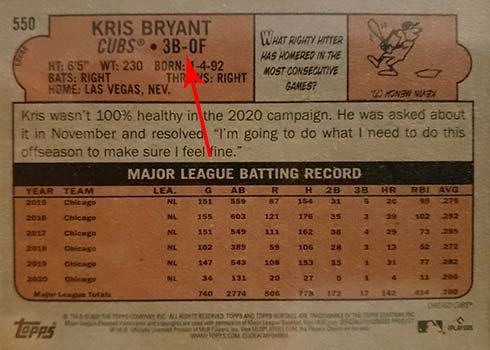 550
KRIS BRYANT
CUBS® • 3B-OF
HT: 6'5" WT: 230 BORN: -4-92
BATS: RIGHT THROWS: RIGHT
HOME: LAS VEGAS, NEV.
WHAT RIGHTY HITTER
HAS HOMERED IN THE
MOST CONSECUTIVE
GAMES?
KEVIN MENCH
Kris wasn't 100% healthy in the 2020 campaign. He was asked about
it in November and resolved, "I'm going to do what I need to do this
offseason to make sure I feel fine."
MAJOR LEAGUE BATTING RECORD
YEAR TEAM LEA. G AB R H 2B 3B HR RBI AVG
2015 Chicago NL 151 559 87 154 31 5 26 99 .275
2016 Chicago NL 155 603 121 176 35 3 39 102 .292
2017 Chicago NL 151 549 111 162 38 4 29 73 .295
2018 Chicago NL 102 389 59 106 28 3 13 52 .272
2019 Chicago NL 147 543 108 153 35 1 31 77 .282
2020 Chicago NL 34 131 20 27 5 1 4 11 .206
Major League Totals 740 2774 506 778 172 17 142 414 .280
CHICAGO CUBS
TOPPS
MLB PLAYERS